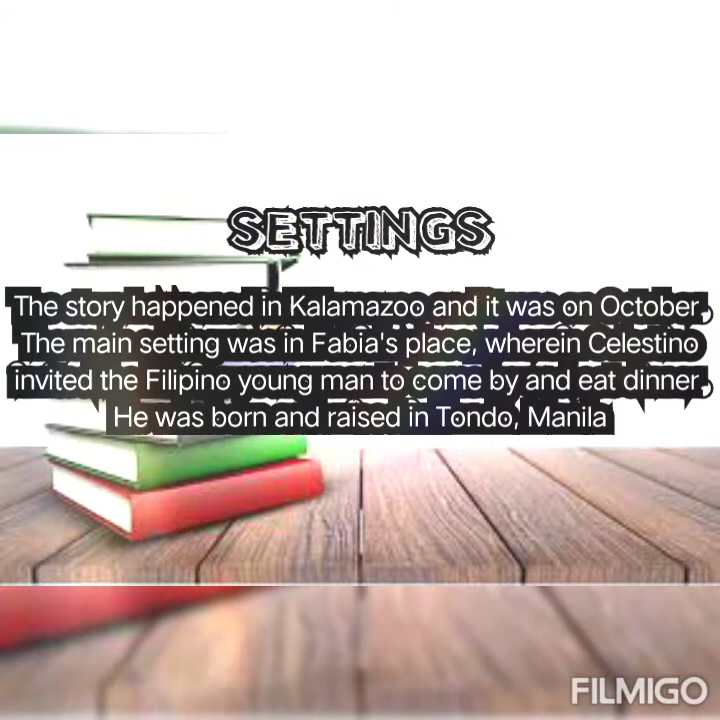 SETTINGS
The story happened in Kalamazoo and it was on October.
The main setting was in Fabia's place, wherein Celestino
invited the Filipino young man to come by and eat dinner.
He was born and raised in Tondo, Manila
FILMIGO